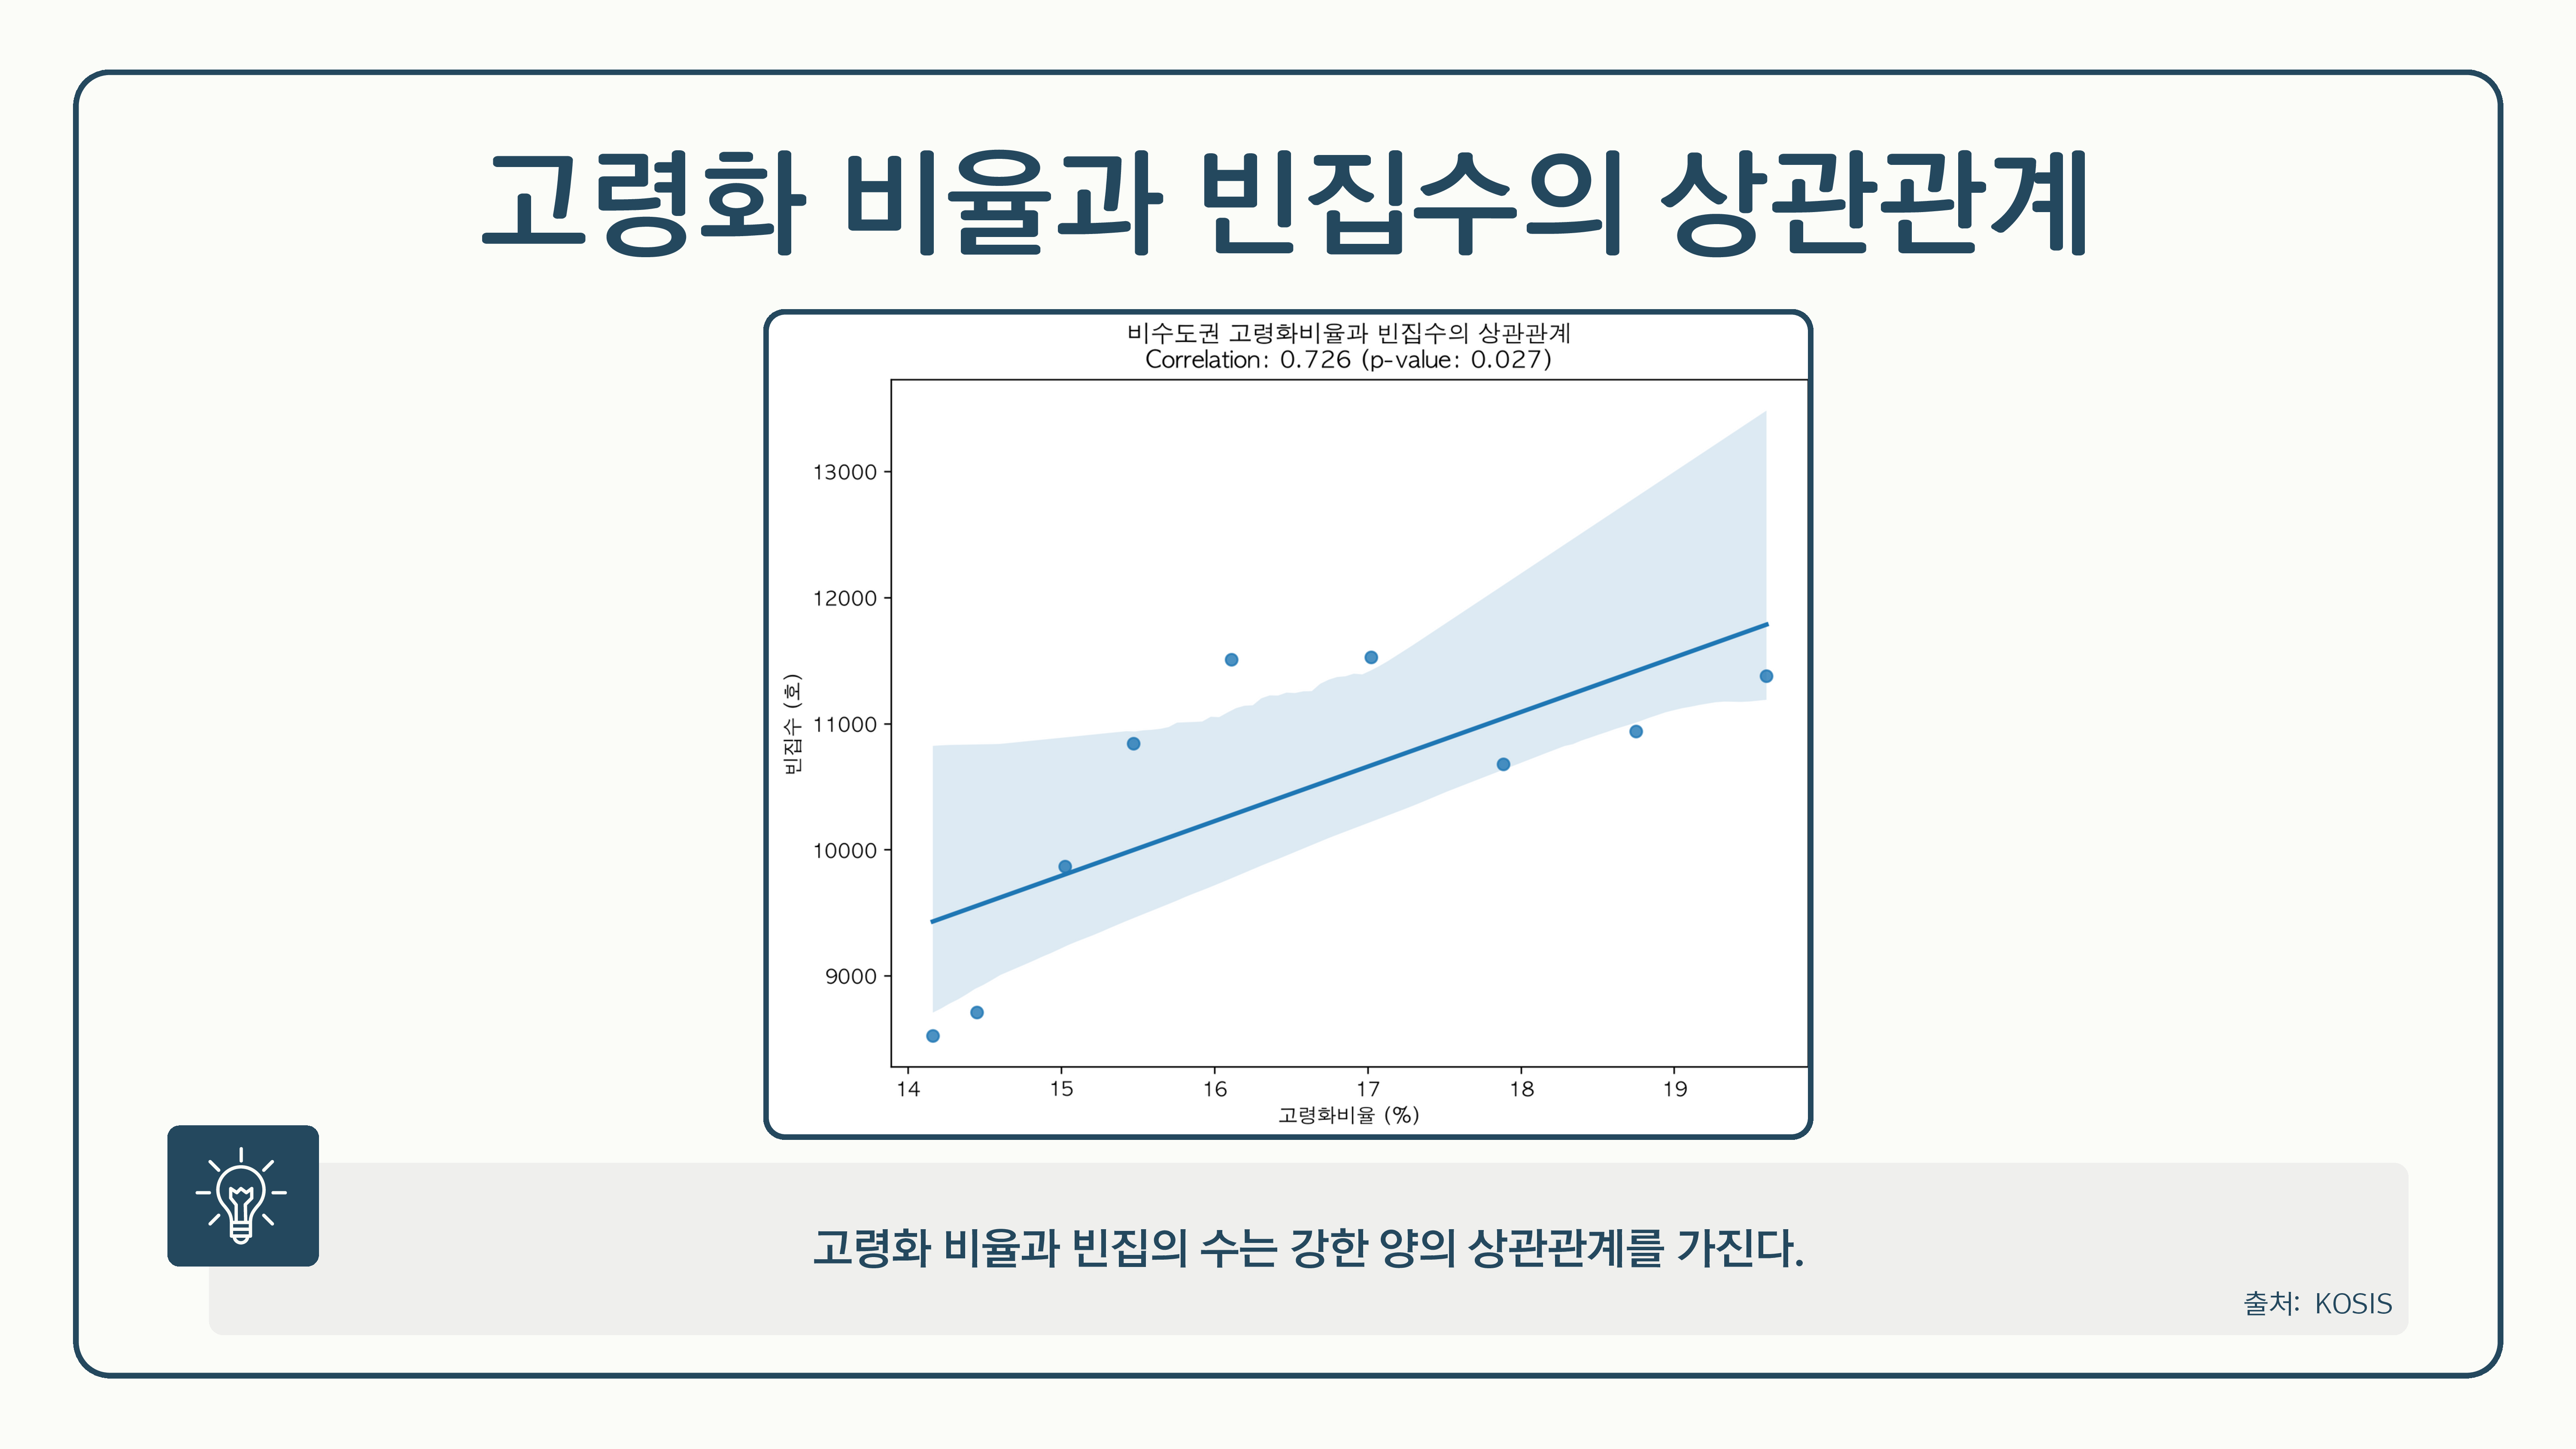 고령화 비율과 빈집수의 상관관계
비수도권 고령화비율과 빈집수의 상관관계
Correlation: 0.726 (p-value: 0.027)
빈집수 (호)
13000
12000
11000
10000
9000
14 15 16 17 18 19
고령화비율 (%)
고령화 비율과 빈집의 수는 강한 양의 상관관계를 가진다.
출처: KOSIS